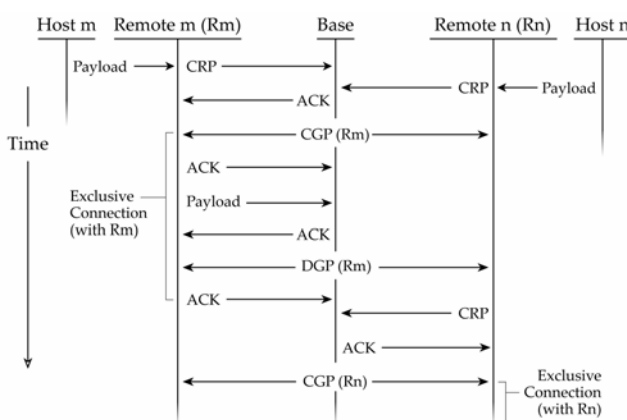 Host m Remote m (Rm) Base Remote n (Rn) Host n
Payload CRP
CRP Payload
ACK
Time
CGP (Rm)
ACK
Exclusive
Connection
(with Rm)
Payload
ACK
DGP (Rm)
ACK
CRP
ACK
CGP (Rn)
Exclusive
Connection
(with Rn)